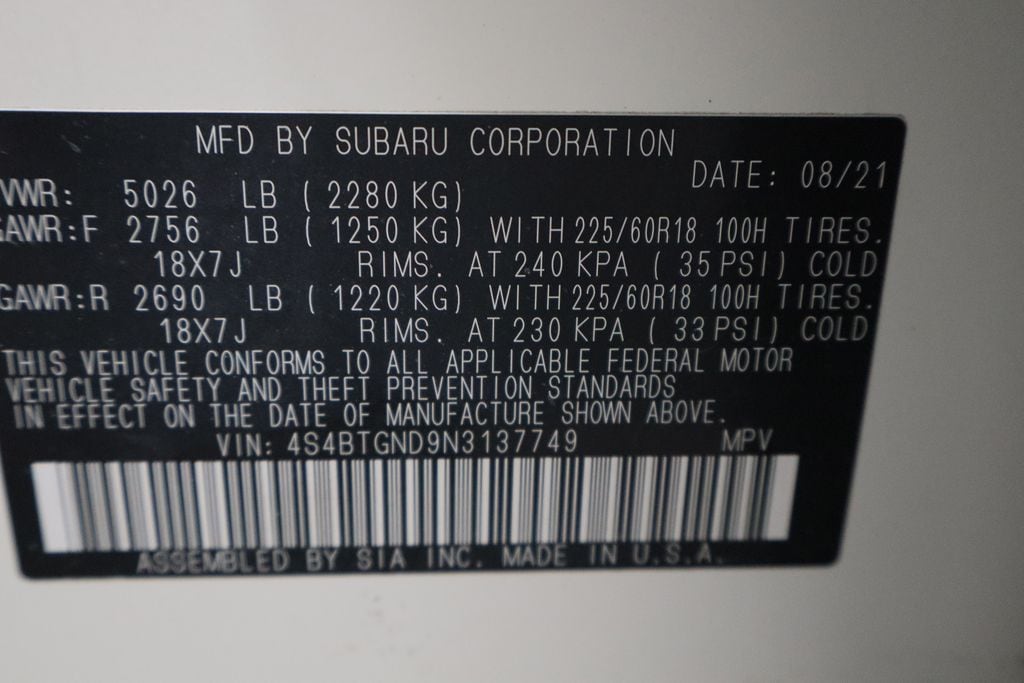 MFD BY SUBARU CORPORATION
DATE: 08/21
VWR: 5026 LB ( 2280 KG)
GAWR:F 2756 LB ( 1250 KG) WITH 225/60R18 100H TIRES.
18X7J RIMS. AT 240 KPA ( 35 PSI) COLD
GAWR:R 2690 LB ( 1220 KG) WITH 225/60R18 100H TIRES.
18X7J RIMS. AT 230 KPA ( 33 PSI) COLD
THIS VEHICLE CONFORMS TO ALL APPLICABLE FEDERAL MOTOR
VEHICLE SAFETY AND THEFT PREVENTION STANDARDS
IN EFFECT ON THE DATE OF MANUFACTURE SHOWN ABOVE.
VIN: 4S4BTGND9N3137749 MPV
ASSEMBLED BY SIA INC. MADE IN U.S.A.